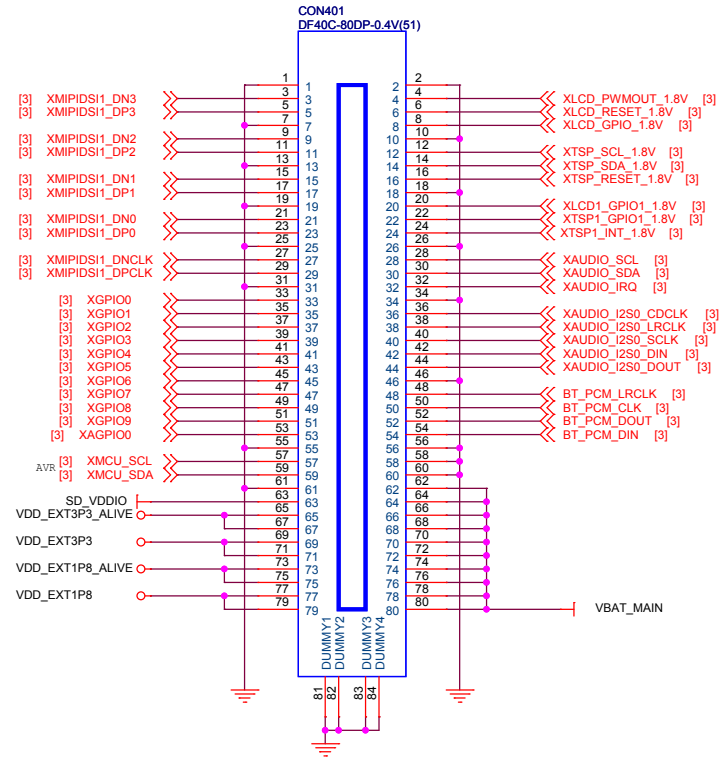 CON401
DF40C-80DP-0.4V(51)
1 1 2 2
[3] XMIPIDSI1_DN3 3 3 4 4 XLCD_PWMOUT_1.8V [3]
[3] XMIPIDSI1_DP3 5 5 6 6 XLCD_RESET_1.8V [3]
7 7 8 8 XLCD_GPIO_1.8V [3]
[3] XMIPIDSI1_DN2 9 9 10 10
[3] XMIPIDSI1_DP2 11 11 12 12 XTSP_SCL_1.8V [3]
13 13 14 14 XTSP_SDA_1.8V [3]
[3] XMIPIDSI1_DN1 15 15 16 16 XTSP_RESET_1.8V [3]
[3] XMIPIDSI1_DP1 17 17 18 18
19 19 20 20 XLCD1_GPIO1_1.8V [3]
[3] XMIPIDSI1_DN0 21 21 22 22 XTSP1_GPIO1_1.8V [3]
[3] XMIPIDSI1_DP0 23 23 24 24 XTSP1_INT_1.8V [3]
25 25 26 26
[3] XMIPIDSI1_DNCLK 27 27 28 28 XAUDIO_SCL [3]
[3] XMIPIDSI1_DPCLK 29 29 30 30 XAUDIO_SDA [3]
31 31 32 32 XAUDIO_IRQ [3]
[3] XGPIO0 33 33 34 34
[3] XGPIO1 35 35 36 36 XAUDIO_I2S0_CDCLK [3]
[3] XGPIO2 37 37 38 38 XAUDIO_I2S0_LRCLK [3]
[3] XGPIO3 39 39 40 40 XAUDIO_I2S0_SCLK [3]
[3] XGPIO4 41 41 42 42 XAUDIO_I2S0_DIN [3]
[3] XGPIO5 43 43 44 44 XAUDIO_I2S0_DOUT [3]
[3] XGPIO6 45 45 46 46
[3] XGPIO7 47 47 48 48 BT_PCM_LRCLK [3]
[3] XGPIO8 49 49 50 50 BT_PCM_CLK [3]
[3] XGPIO9 51 51 52 52 BT_PCM_DOUT [3]
[3] XAGPIO0 53 53 54 54 BT_PCM_DIN [3]
55 55 56 56
AVR [3] XMCU_SCL 57 57 58 58
[3] XMCU_SDA 59 59 60 60
61 61 62 62
SD_VDDIO 63 63 64 64
VDD_EXT3P3_ALIVE 65 65 66 66
67 67 68 68
VDD_EXT3P3 69 69 70 70
71 71 72 72
VDD_EXT1P8_ALIVE 73 73 74 74
75 75 76 76
VDD_EXT1P8 77 77 78 78
79 79 80 80 VBAT_MAIN
DUMMY1 DUMMY2 DUMMY3 DUMMY4
81 82 83 84